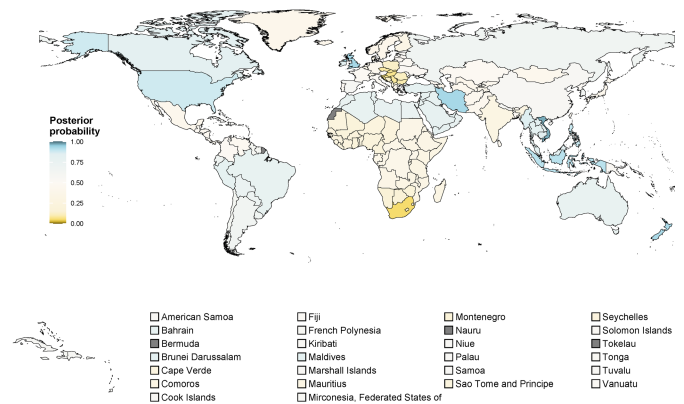 Posterior
probability
1.00
0.75
0.50
0.25
0.00
American Samoa
Bahrain
Bermuda
Brunei Darussalam
Cape Verde
Comoros
Cook Islands
Fiji
French Polynesia
Kiribati
Maldives
Marshall Islands
Mauritius
Mirconesia, Federated States of
Montenegro
Nauru
Niue
Palau
Samoa
Sao Tome and Principe
Seychelles
Solomon Islands
Tokelau
Tonga
Tuvalu
Vanuatu